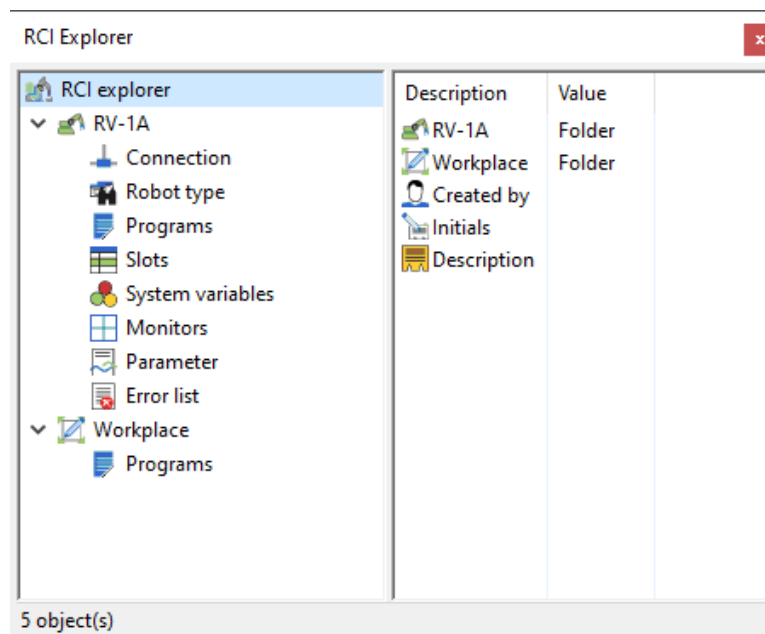 RCI Explorer
x
RCI explorer
RV-1A
Connection
Robot type
Programs
Slots
System variables
Monitors
Parameter
Error list
Workplace
Programs
Description Value
RV-1A Folder
Workplace Folder
Created by
Initials
Description
5 object(s)